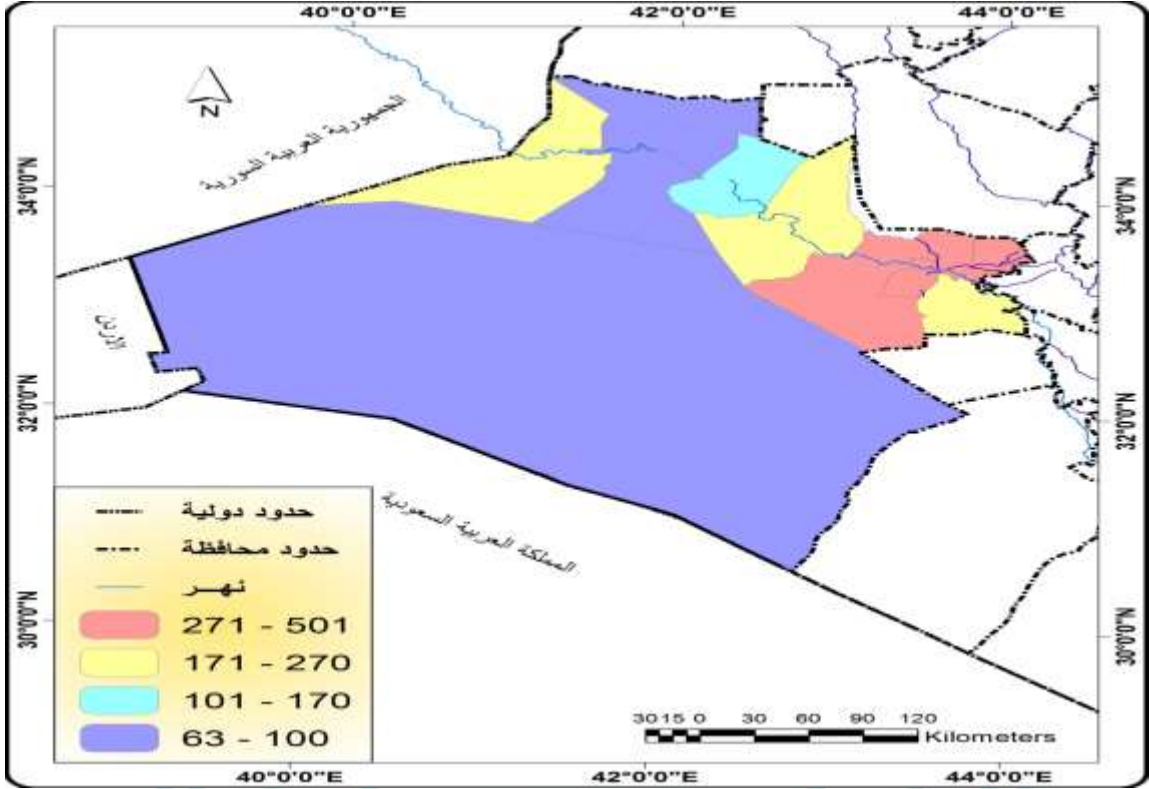 40°0'0"E 42°0'0"E 44°0'0"E
N
الجمهورية العربية السورية
34°0'0"N 34°0'0"N
الاردن
32°0'0"N 32°0'0"N
المملكة العربية السعودية
حدود دولية
حدود محافظة
نهر
271 - 501
171 - 270
101 - 170
63 - 100
30°0'0"N 30°0'0"N
30 15 0 30 60 90 120
Kilometers
40°0'0"E 42°0'0"E 44°0'0"E